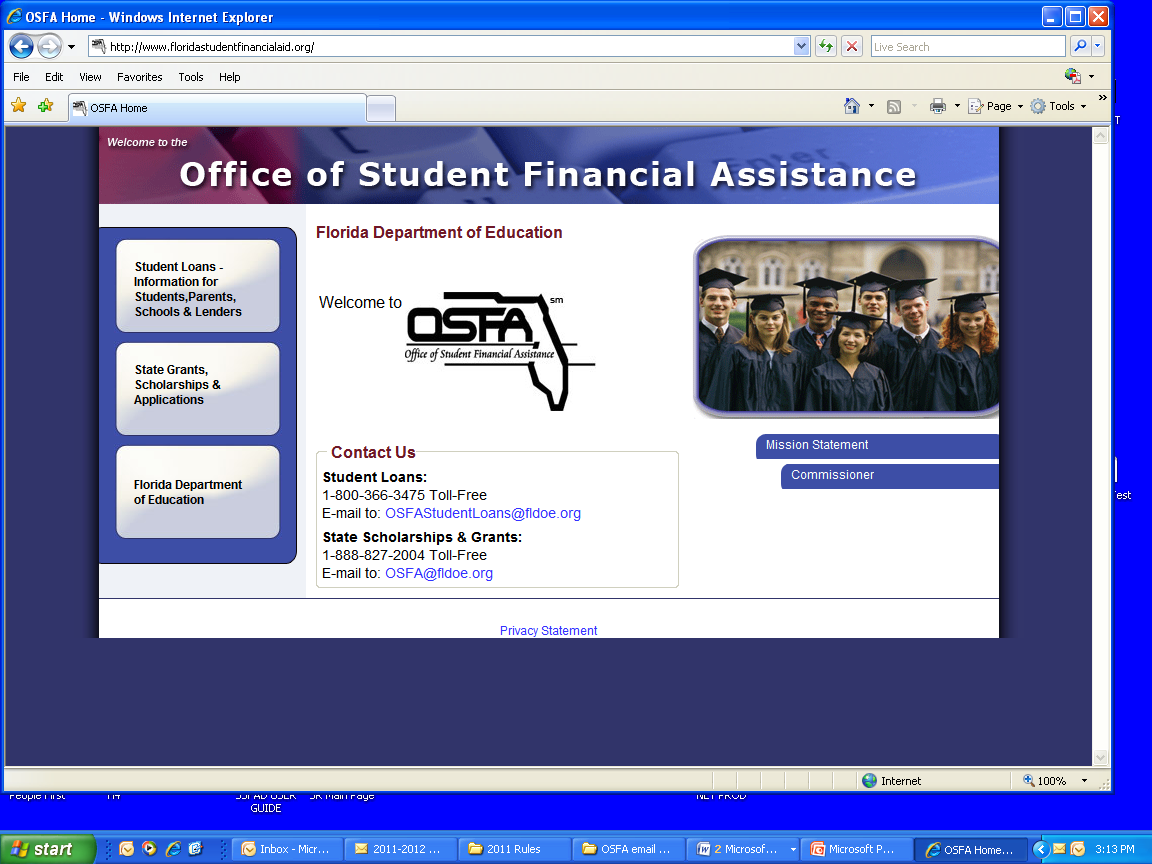 OSFA Home - Windows Internet Explorer
http://www.floridastudentfinancialaid.org/
Live Search
File Edit View Favorites Tools Help
OSFA Home
Page Tools
Welcome to the
Office of Student Financial Assistance
Student Loans -
Information for
Students,Parents,
Schools & Lenders
State Grants,
Scholarships &
Applications
Florida Department
of Education
Florida Department of Education
Welcome to
OSFA
sm
Office of Student Financial Assistance
Contact Us
Student Loans:
1-800-366-3475 Toll-Free
E-mail to: OSFAStudentLoans@fldoe.org
State Scholarships & Grants:
1-888-827-2004 Toll-Free
E-mail to: OSFA@fldoe.org
Mission Statement
Commissioner
Privacy Statement
Internet
100%
People First
SR Main Page
GUIDE
start
Inbox - Micr...
2011-2012 ...
2011 Rules
OSFA email ...
2 Microsof...
Microsoft P...
OSFA Home...
3:13 PM